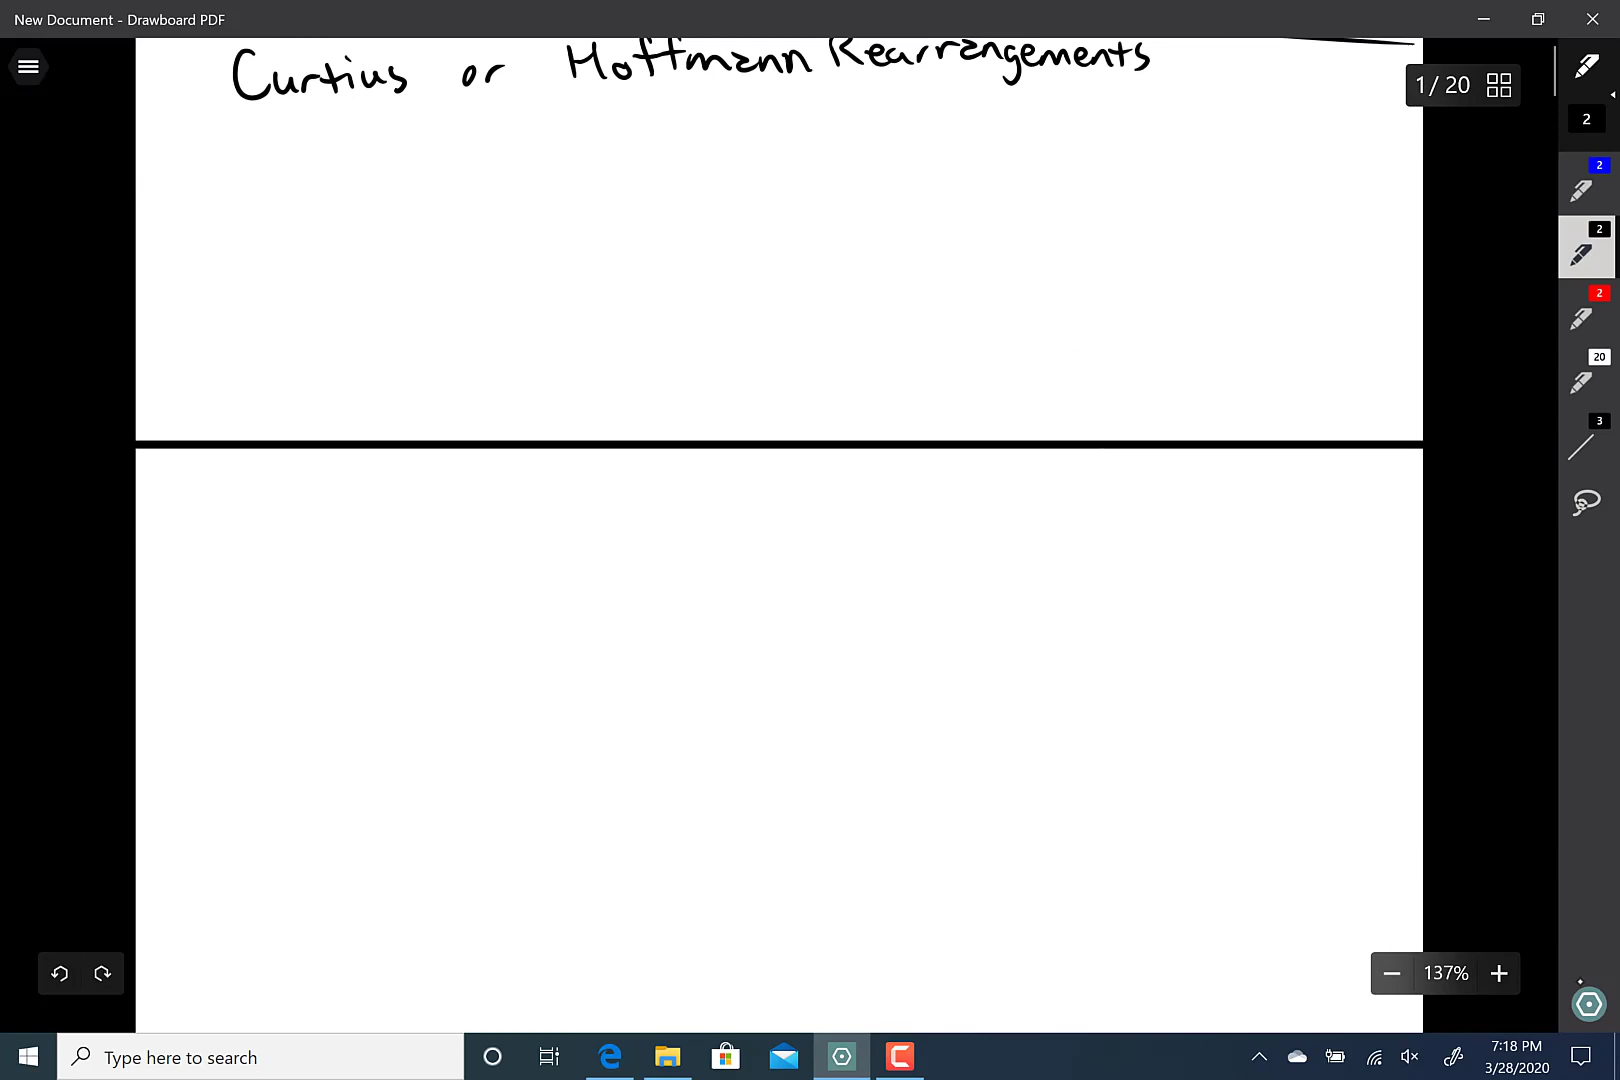 New Document - Drawboard PDF
Curtius or Hoffmann Rearrangements
1/ 20
2
2
2
2
20
3
137%
Type here to search
7:18 PM
3/28/2020